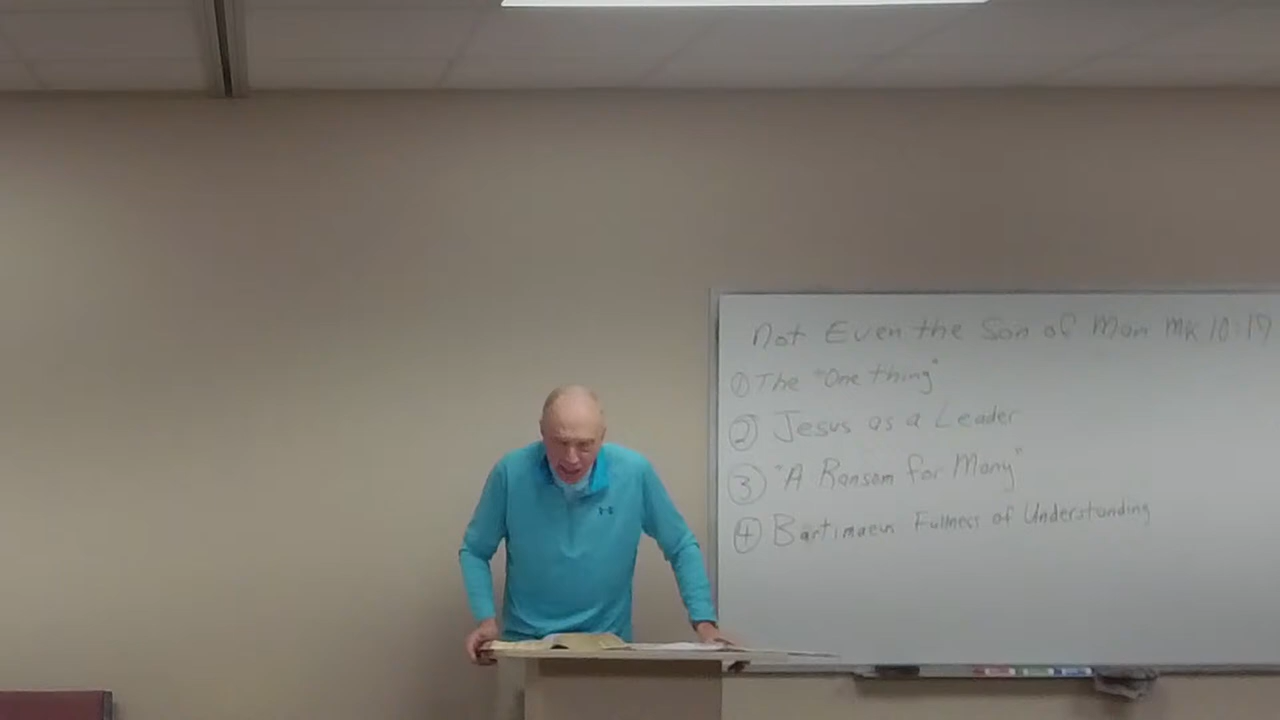 Not Even the Son of Man Mk 10:17
① The "One thing"
② Jesus as a Leader
③ "A Ransom for Many"
④ Bartimaeus Fullness of Understanding